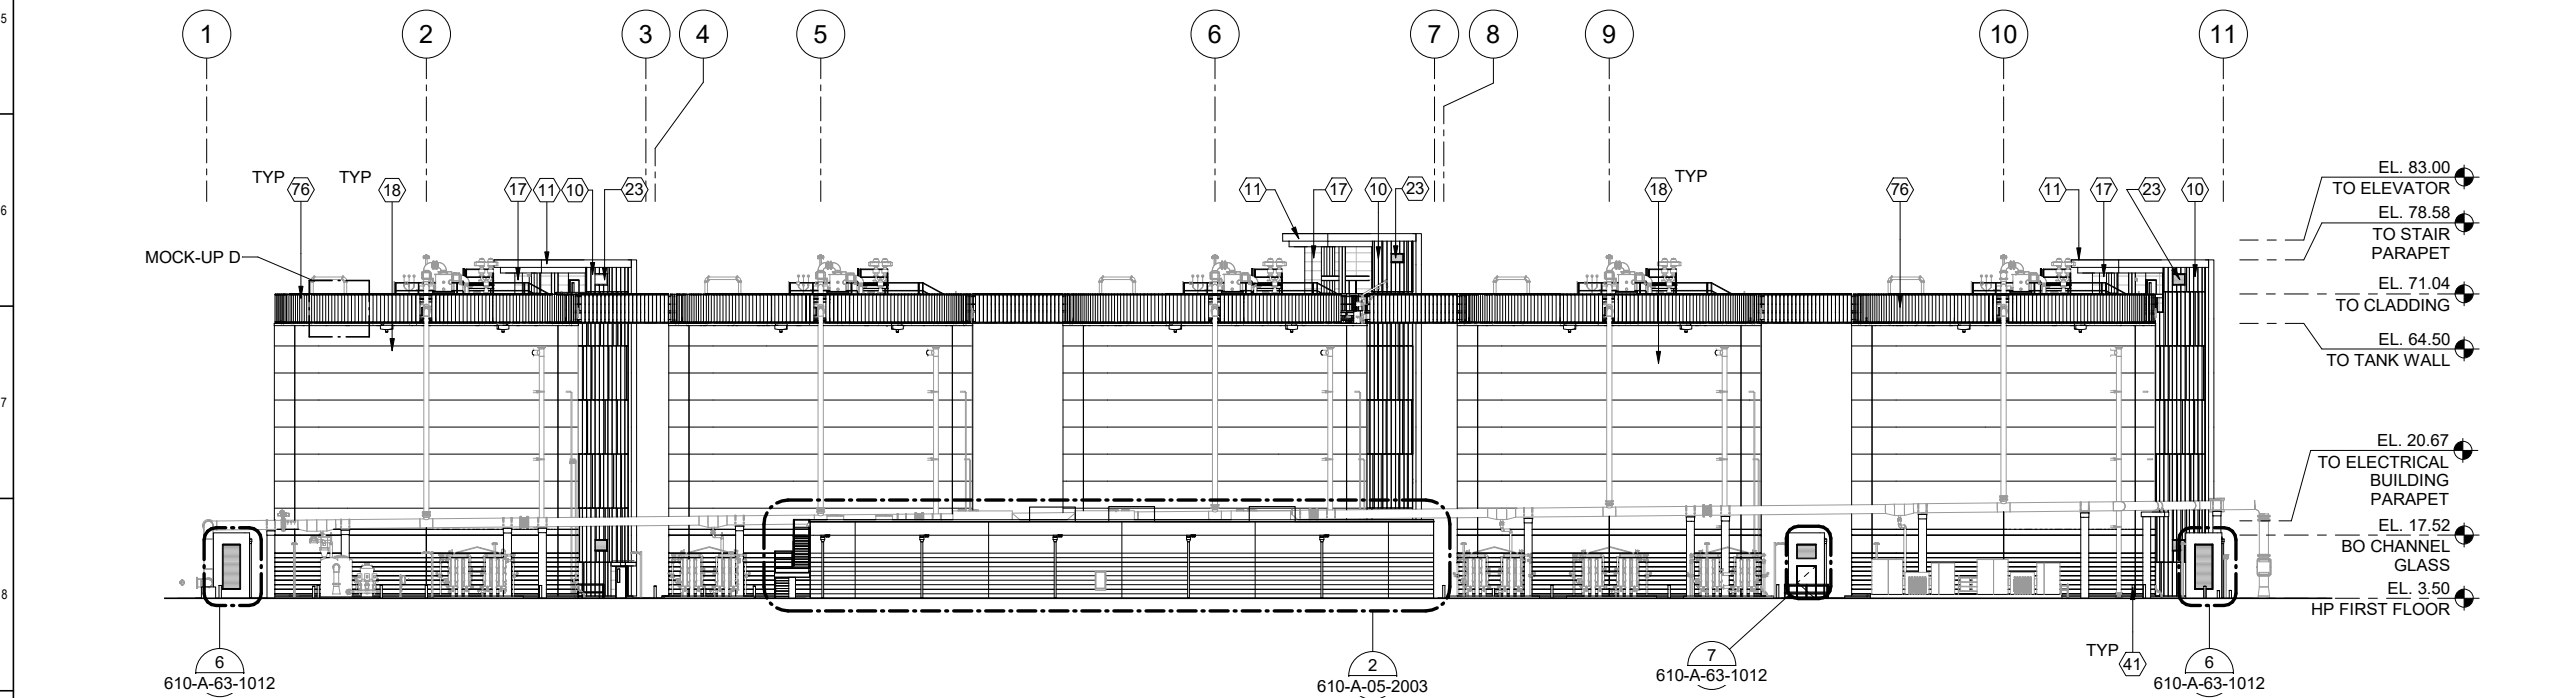 1 2 3 4 5 6 7 8 9 10 11
5
6
7
8
TYP 76 TYP 18 17 11 10 23 11 17 10 23 18 TYP 76 11 17 23 10
MOCK-UP D
EL. 83.00
TO ELEVATOR
EL. 78.58
TO STAIR
PARAPET
EL. 71.04
TO CLADDING
EL. 64.50
TO TANK WALL
EL. 20.67
TO ELECTRICAL
BUILDING
PARAPET
EL. 17.52
BO CHANNEL
GLASS
EL. 3.50
HP FIRST FLOOR
6
610-A-63-1012
2
610-A-05-2003
7
610-A-63-1012
TYP 41
6
610-A-63-1012